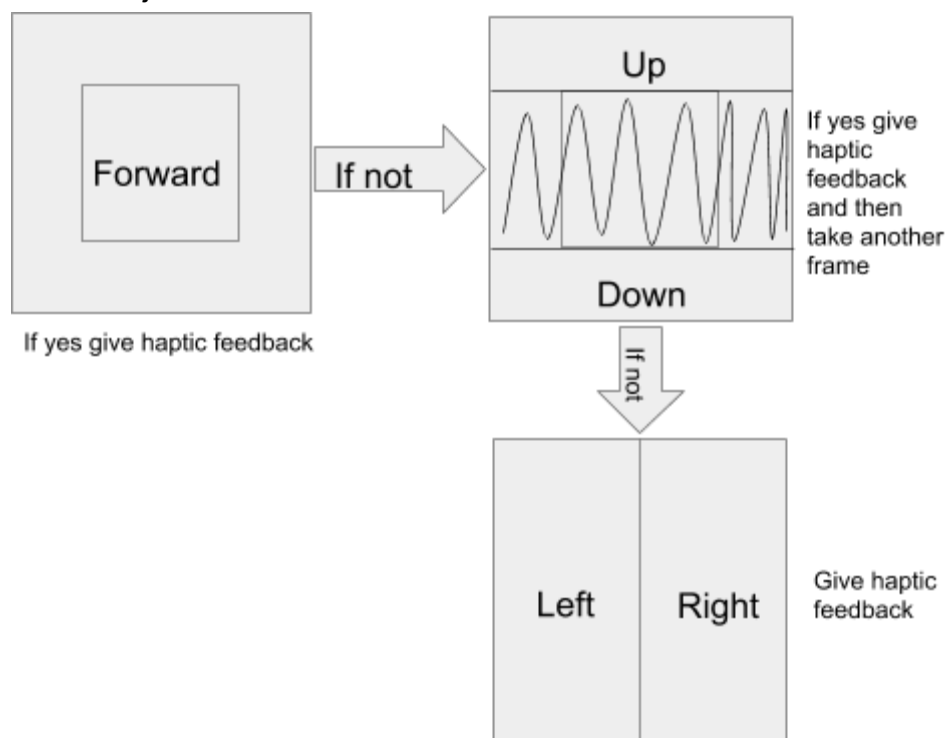 Forward
If yes give haptic feedback
If not
Up
Down
If yes give
haptic
feedback
and then
take another
frame
If not
Left
Right
Give haptic
feedback